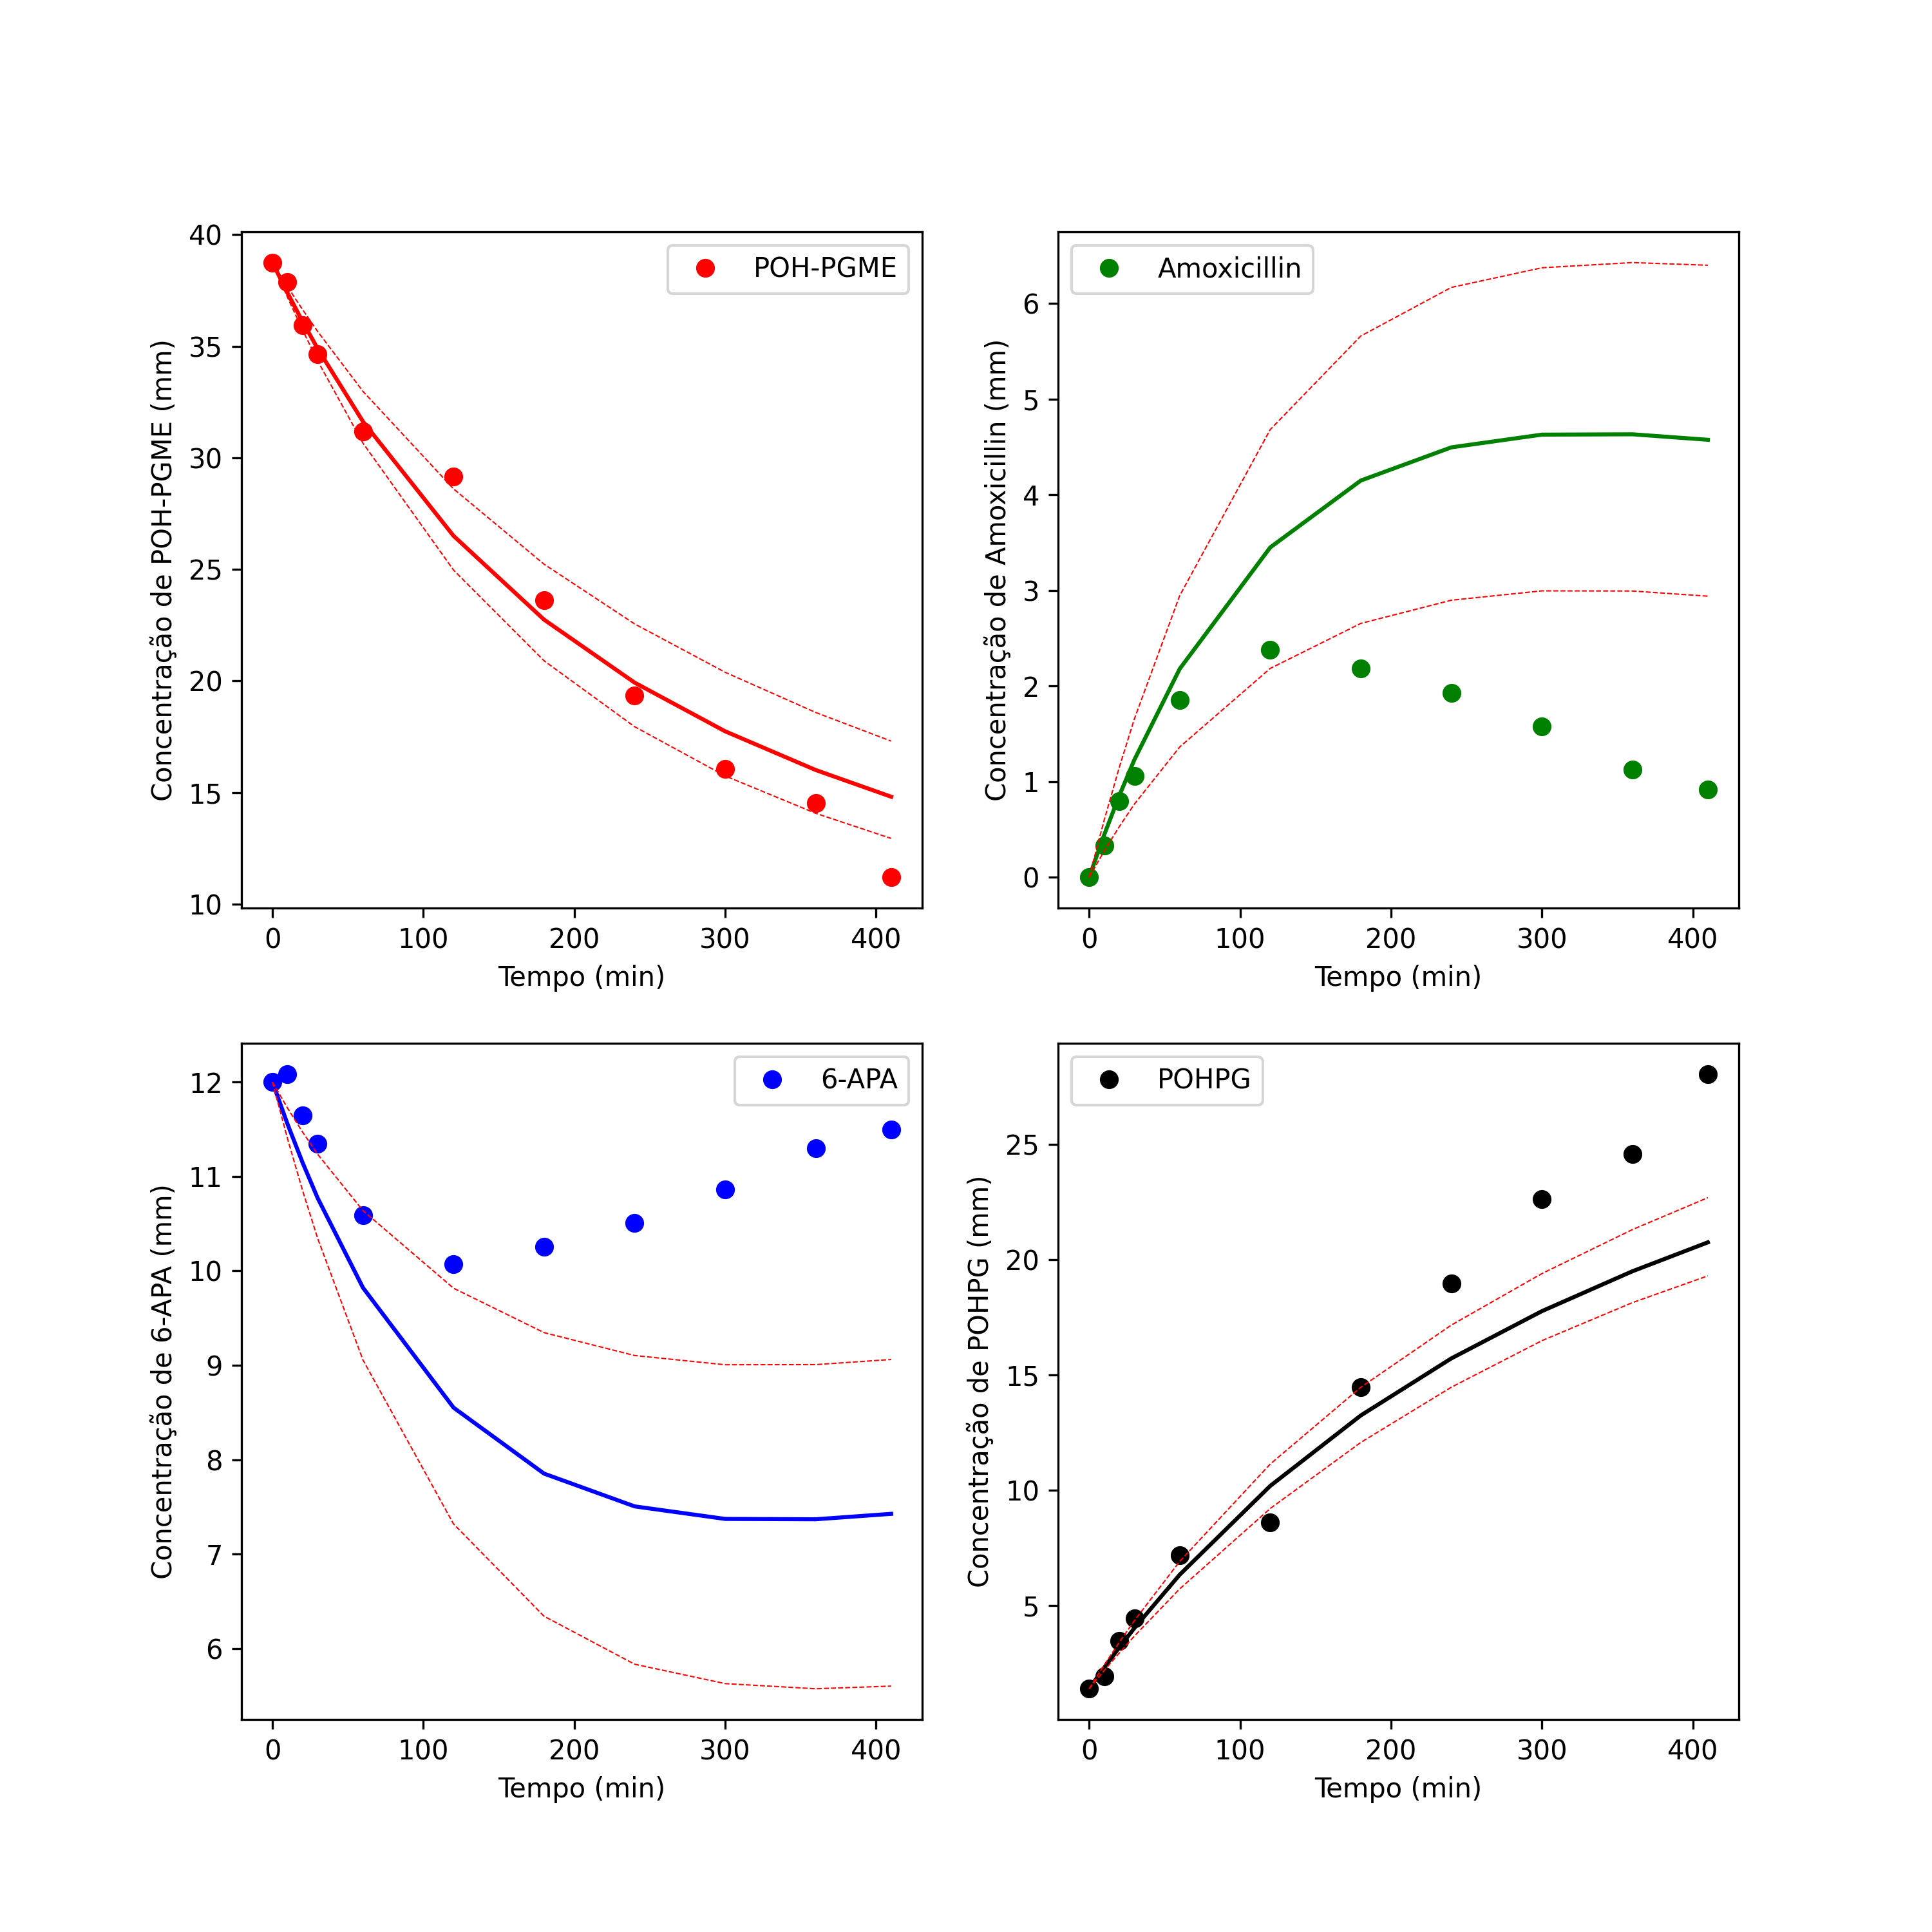 POH-PGME
40
35
30
25
20
15
10
Concentração de POH-PGME (mm)
0 100 200 300 400
Tempo (min)
Amoxicillin
6
5
4
3
2
1
0
Concentração de Amoxicillin (mm)
0 100 200 300 400
Tempo (min)
6-APA
12
11
10
9
8
7
6
Concentração de 6-APA (mm)
0 100 200 300 400
Tempo (min)
POHPG
25
20
15
10
5
Concentração de POHPG (mm)
0 100 200 300 400
Tempo (min)